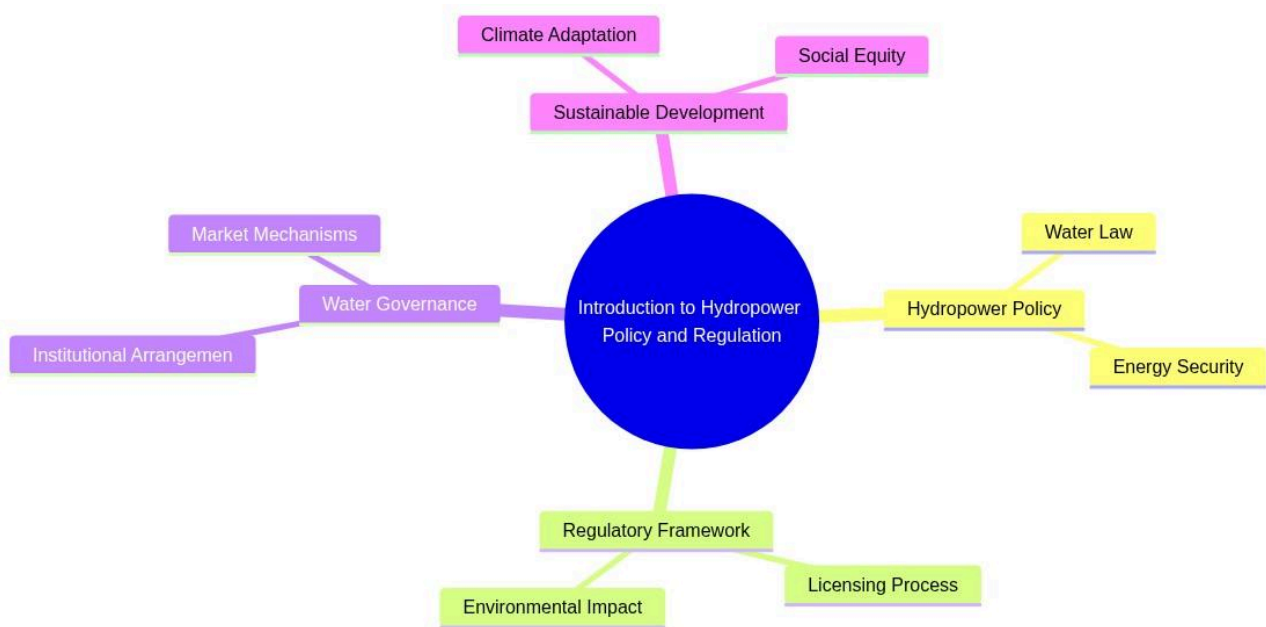 Climate Adaptation
Social Equity
Sustainable Development
Market Mechanisms
Water Law
Water Governance
Introduction to Hydropower
Policy and Regulation
Hydropower Policy
Institutional Arrangemen
Energy Security
Regulatory Framework
Licensing Process
Environmental Impact